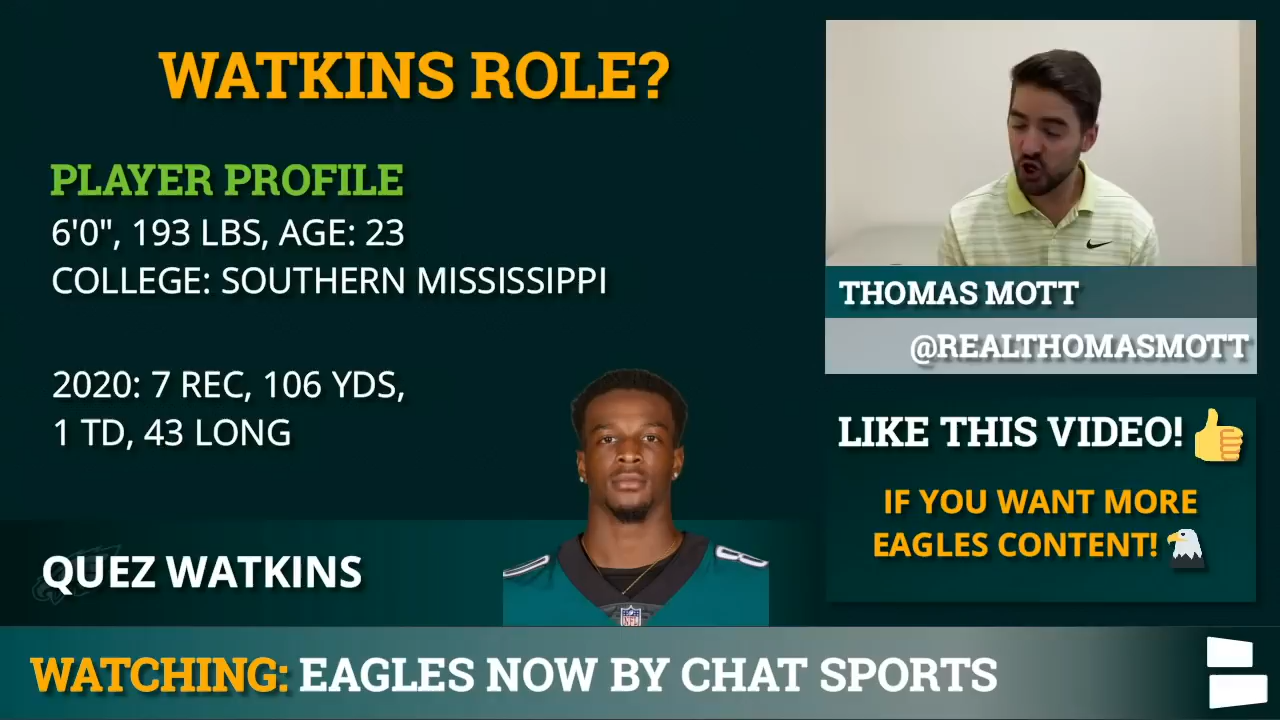 WATKINS ROLE?
PLAYER PROFILE
6'0", 193 LBS, AGE: 23
COLLEGE: SOUTHERN MISSISSIPPI
2020: 7 REC, 106 YDS,
1 TD, 43 LONG
QUEZ WATKINS
THOMAS MOTT
@REALTHOMASMOTT
LIKE THIS VIDEO!
IF YOU WANT MORE
EAGLES CONTENT!
NFL
WATCHING: EAGLES NOW BY CHAT SPORTS